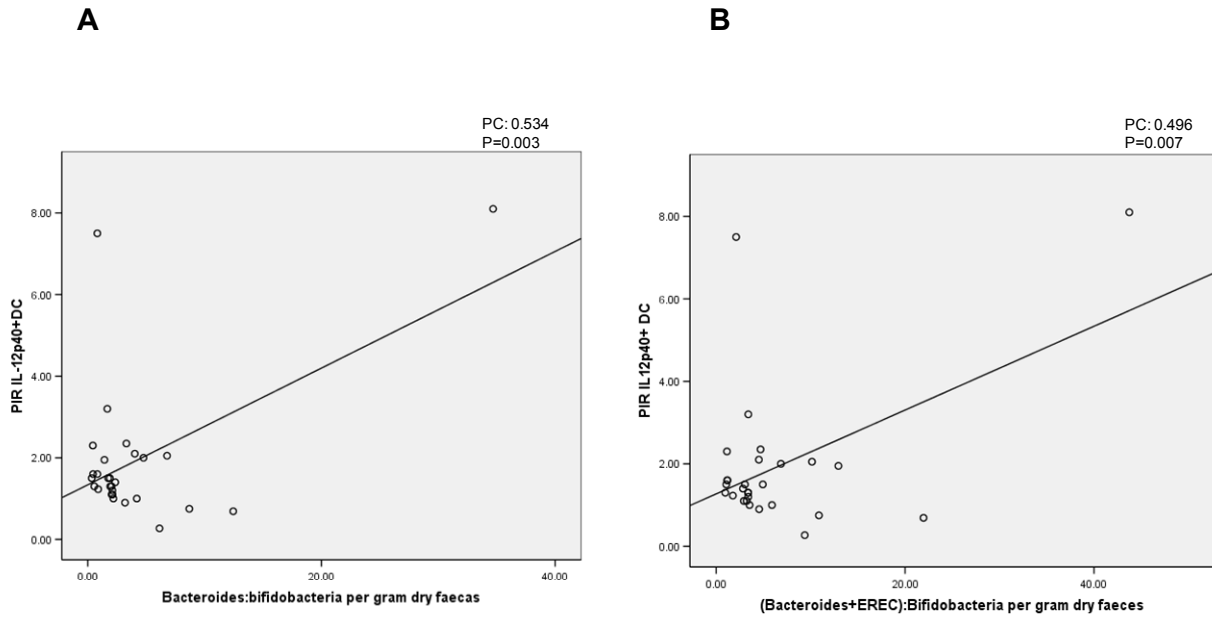 A
B
PC: 0.534
P=0.003
PC: 0.496
P=0.007
PIR IL-12p40+DC
8.00
6.00
4.00
2.00
0.00
0.00
20.00
40.00
Bacteroides:bifidobacteria per gram dry faecas
PIR IL12p40+ DC
8.00
6.00
4.00
2.00
0.00
0.00
20.00
40.00
(Bacteroides+EREC):Bifidobacteria per gram dry faeces